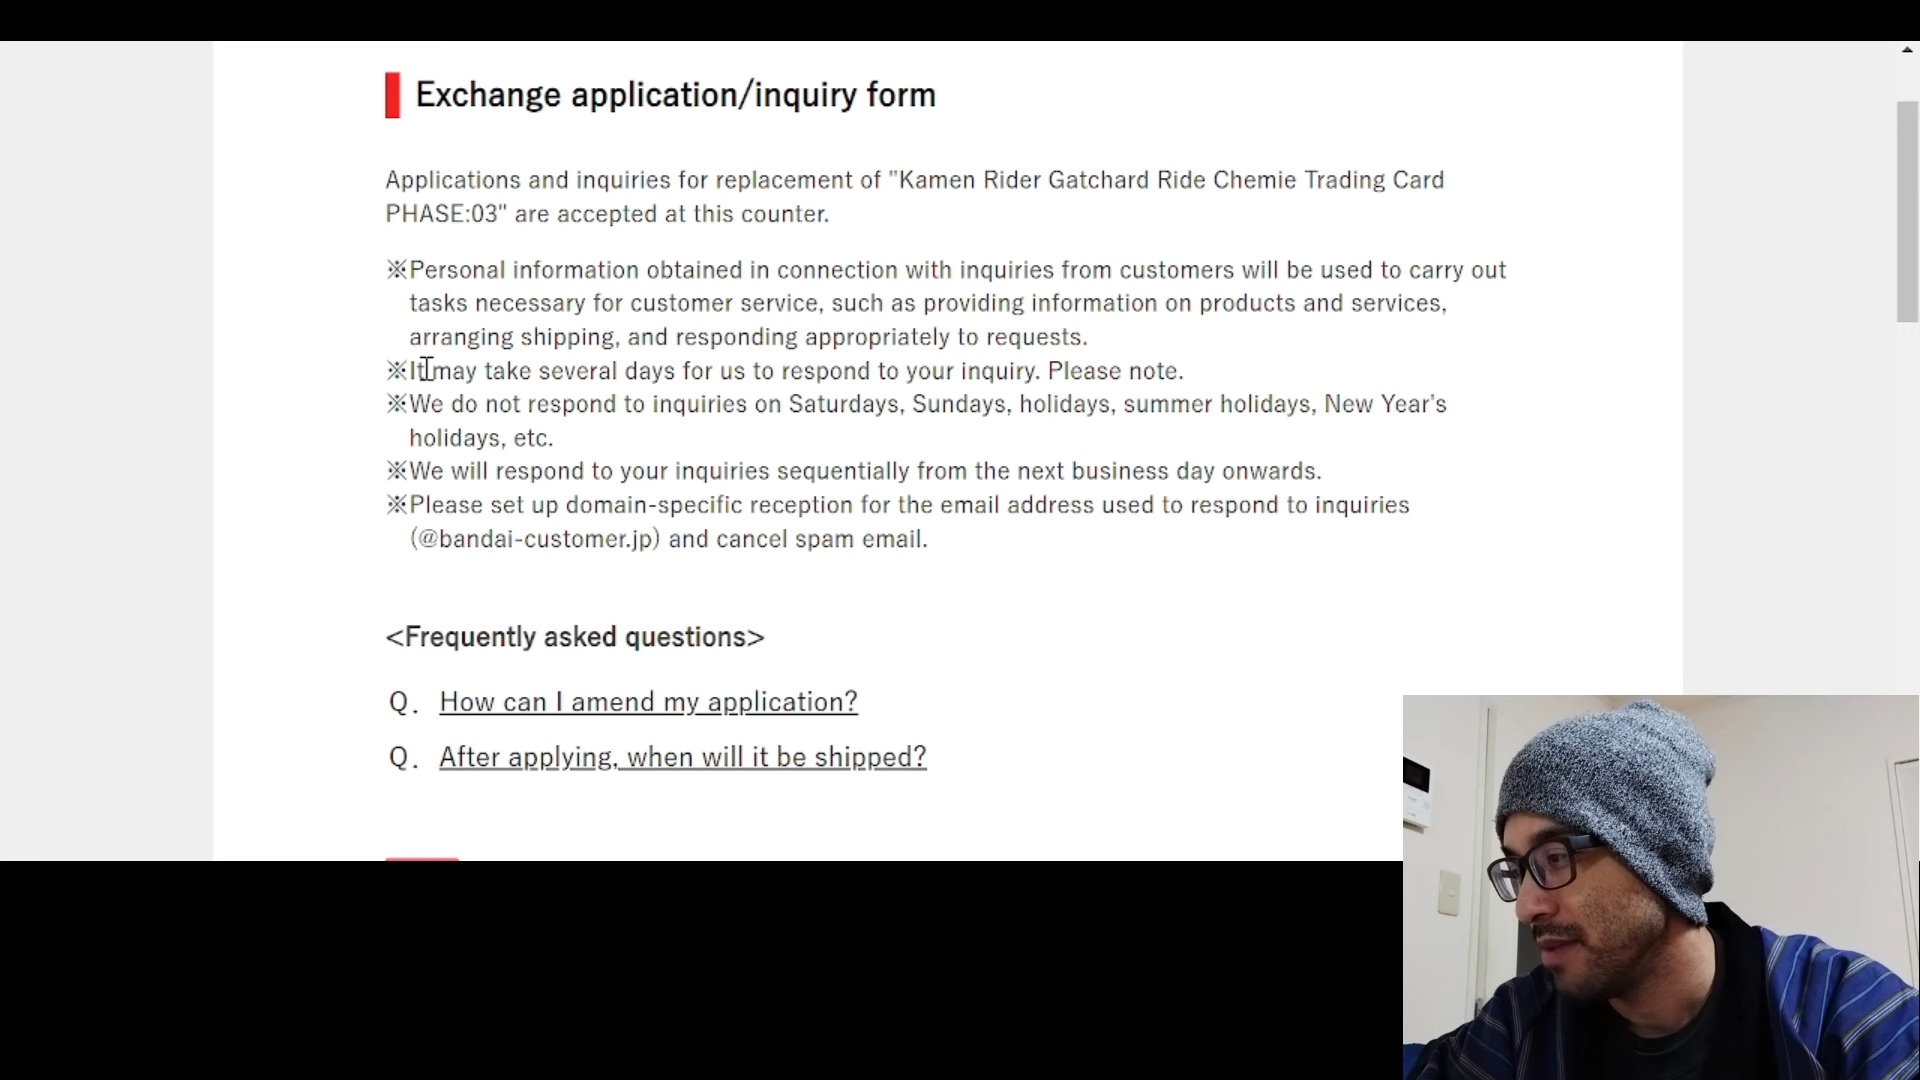 Exchange application/inquiry form
Applications and inquiries for replacement of "Kamen Rider Gatchard Ride Chemie Trading Card
PHASE:03" are accepted at this counter.
※Personal information obtained in connection with inquiries from customers will be used to carry out
tasks necessary for customer service, such as providing information on products and services,
arranging shipping, and responding appropriately to requests.
※It may take several days for us to respond to your inquiry. Please note.
※We do not respond to inquiries on Saturdays, Sundays, holidays, summer holidays, New Year's
holidays, etc.
※We will respond to your inquiries sequentially from the next business day onwards.
※Please set up domain-specific reception for the email address used to respond to inquiries
(@bandai-customer.jp) and cancel spam email.
<Frequently asked questions>
Q. How can I amend my application?
Q. After applying, when will it be shipped?